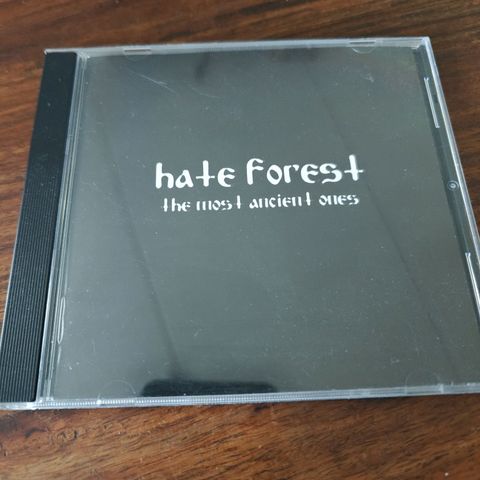 hate forest
the most ancient ones